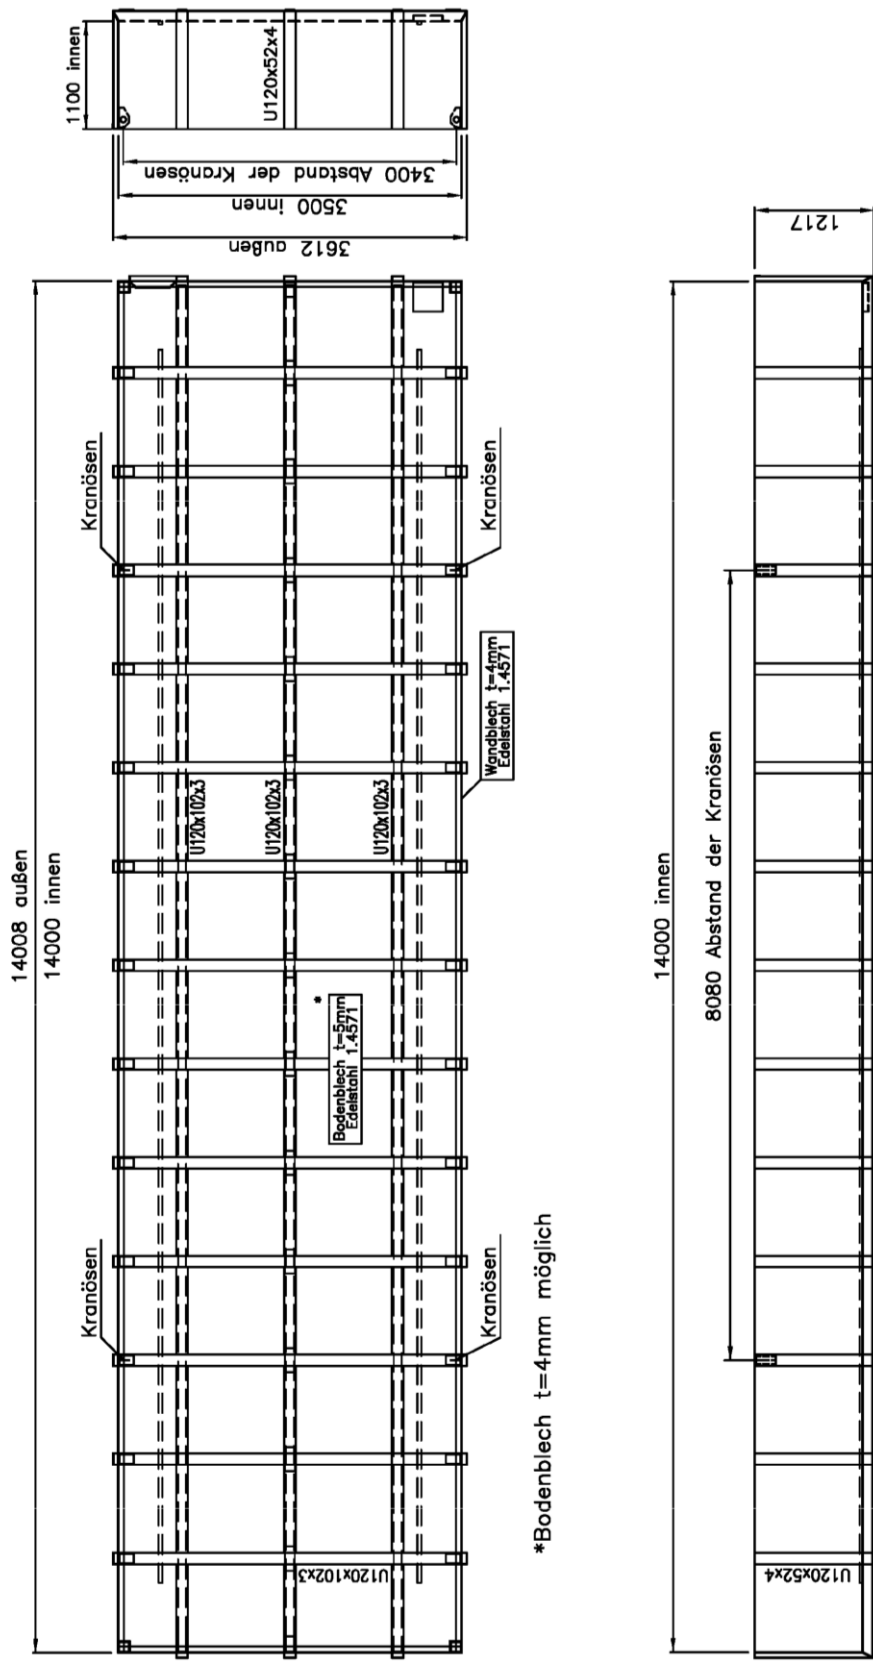 1100 innen
U120x52x4
3400 Abstand der Kranösen
3500 innen
3612 außen
14008 außen
14000 innen
Kranösen
Kranösen
Kranösen
Kranösen
U120x102x3
U120x102x3
U120x102x3
Wandblech t=4mm
Edelstahl 1.4571
*
Bodenblech t=5mm
Edelstahl 1.4571
U120x102x3
*Bodenblech t=4mm möglich
1217
14000 innen
8080 Abstand der Kranösen
U120x52x4